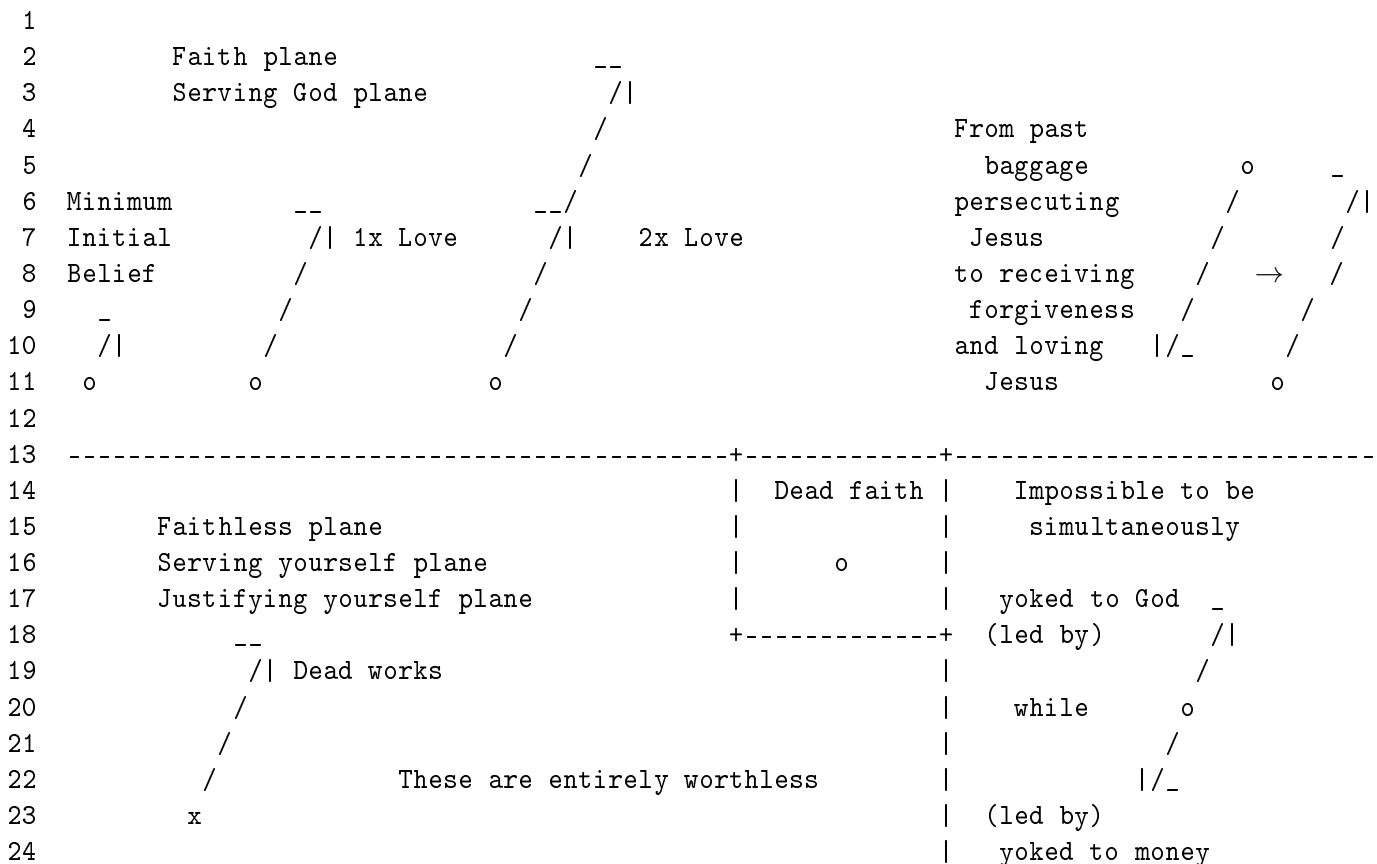 1
2         Faith plane                 __
3         Serving God plane            /|
4                                     /                       From past
5                                    /                          baggage          o     _
6  Minimum        __              __/                         persecuting       /       /|
7  Initial         /| 1x Love      /|    2x Love               Jesus           /       /
8  Belief         /               /                           to receiving    /   →   /
9    _           /               /                             forgiveness   /       /
10   /|         /               /                             and loving   |/_      /
11  o          o               o                                Jesus              o
12
13 --------------------------------------------+-------------+----------------------------
14                                             |  Dead faith |    Impossible to be
15       Faithless plane                       |             |     simultaneously
16       Serving yourself plane                |      o      |
17       Justifying yourself plane             |             |   yoked to God  _
18            __                               +-------------+  (led by)       /|
19             /| Dead works                                 |                /
20            /                                              |    while      o
21           /                                               |              /
22          /            These are entirely worthless        |            |/_
23         x                                                 |  (led by)
24                                                           |   yoked to money